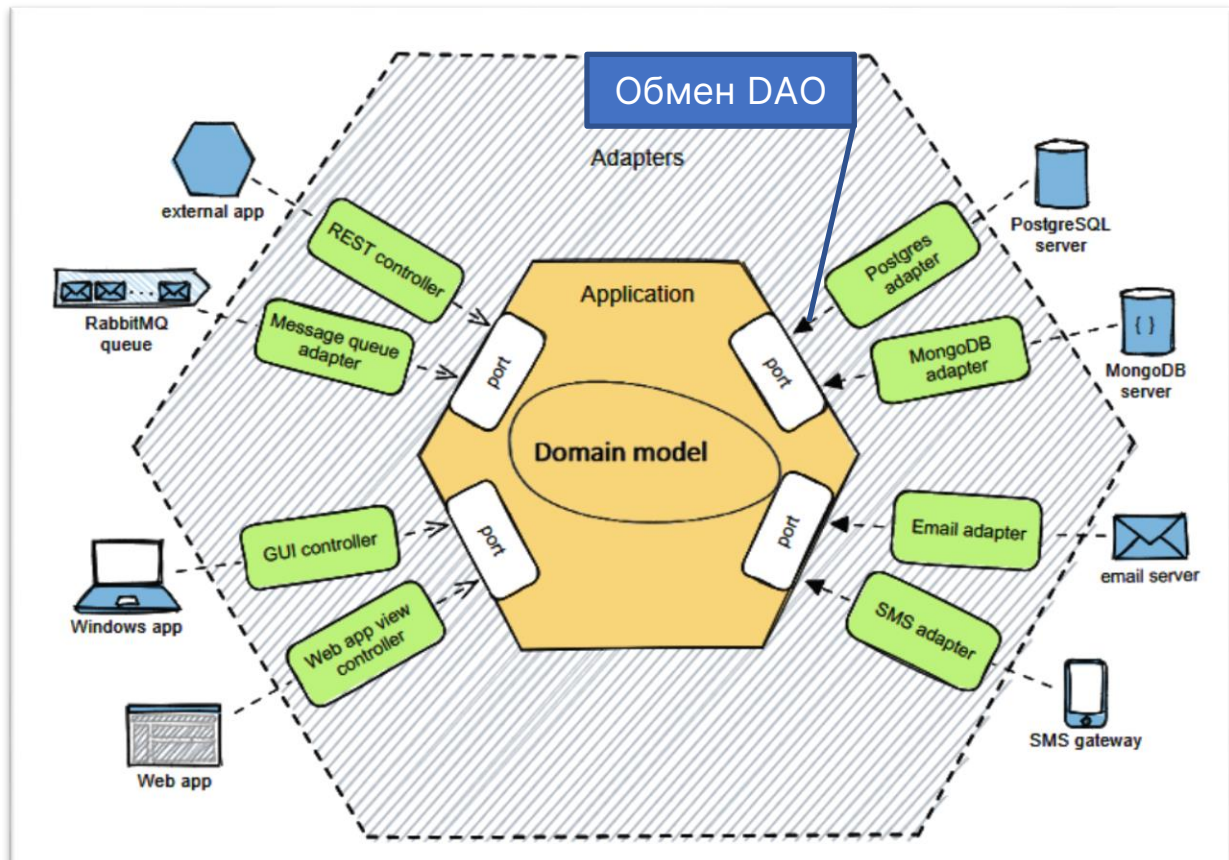 Обмен DAO
Adapters
external app
REST controller
RabbitMQ
queue
Message queue
adapter
Application
port
port
Domain model
port
port
Postgres
adapter
PostgreSQL
server
MongoDB
adapter
{ }
MongoDB
server
GUI controller
Windows app
Web app view
controller
Web app
Email adapter
email server
SMS adapter
SMS gateway